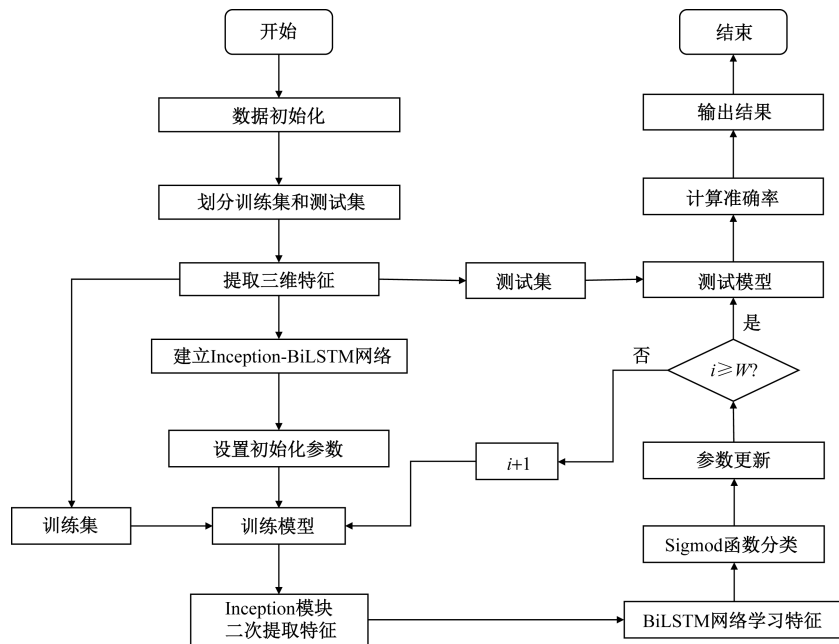 开始
数据初始化
划分训练集和测试集
提取三维特征
建立Inception-BiLSTM网络
设置初始化参数
训练集
训练模型
Inception模块
二次提取特征
BiLSTM网络学习特征
Sigmod函数分类
参数更新
i≥W?
否
i+1
是
测试集
测试模型
计算准确率
输出结果
结束